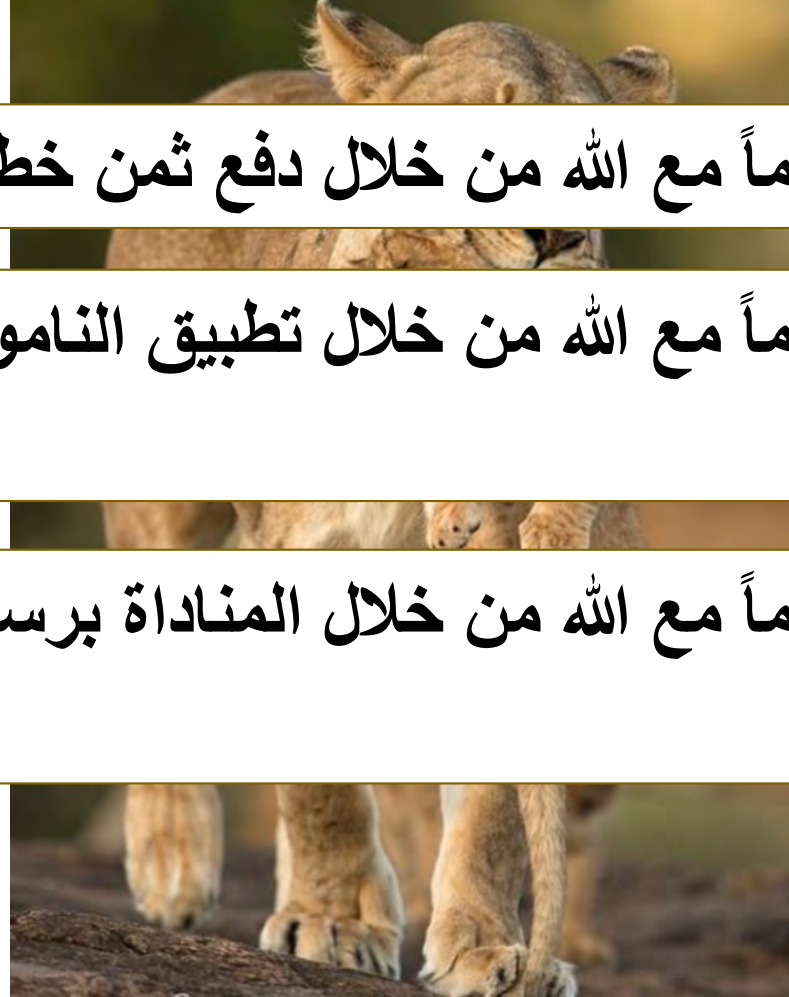 ماً مع الله من خلال دفع ثمن خط
ماً مع الله من خلال تطبيق النامو
ماً مع الله من خلال المناداة برس